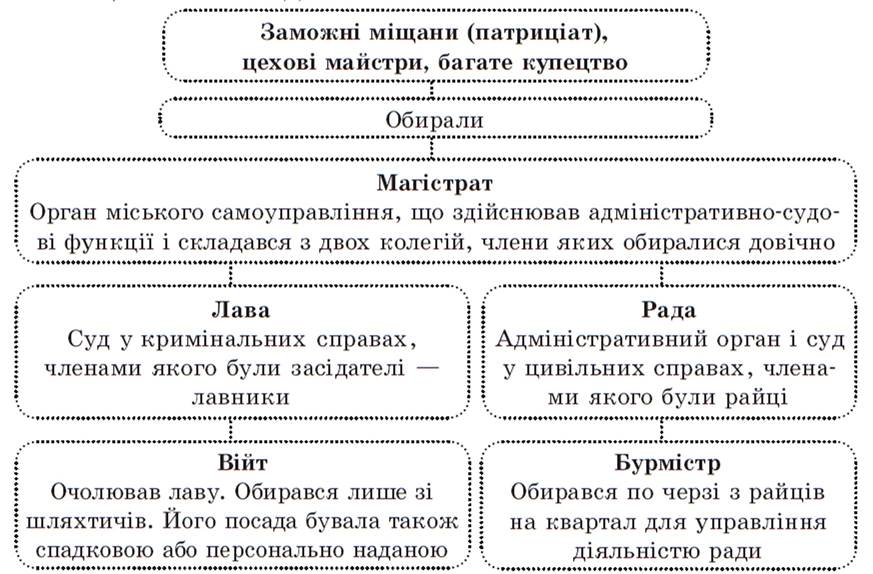 Заможні міщани (патриціат),
цехові майстри, багате купецтво
Обирали
Магістрат
Орган міського самоуправління, що здійснював адміністративно-судо-
ві функції і складався з двох колегій, члени яких обиралися довічно
Лава
Суд у кримінальних справах,
членами якого були засідателі —
лавники
Рада
Адміністративний орган і суд
у цивільних справах, члена-
ми якого були райці
Війт
Очолював лаву. Обирався лише зі
шляхтичів. Його посада бувала також
спадковою або персонально наданою
Бурмістр
Обирався по черзі з райців
на квартал для управління
діяльністю ради